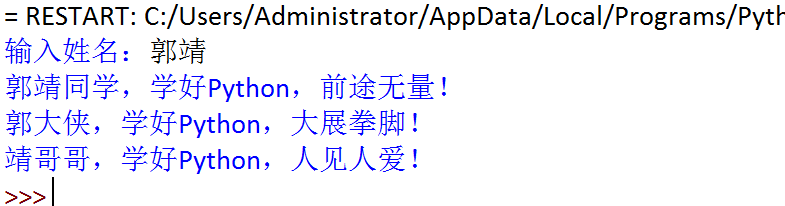 = RESTART: C:/Users/Administrator/AppData/Local/Programs/Pyth
输入姓名：郭靖
郭靖同学，学好Python，前途无量！
郭大侠，学好Python，大展拳脚！
靖哥哥，学好Python，人见人爱！
>>>